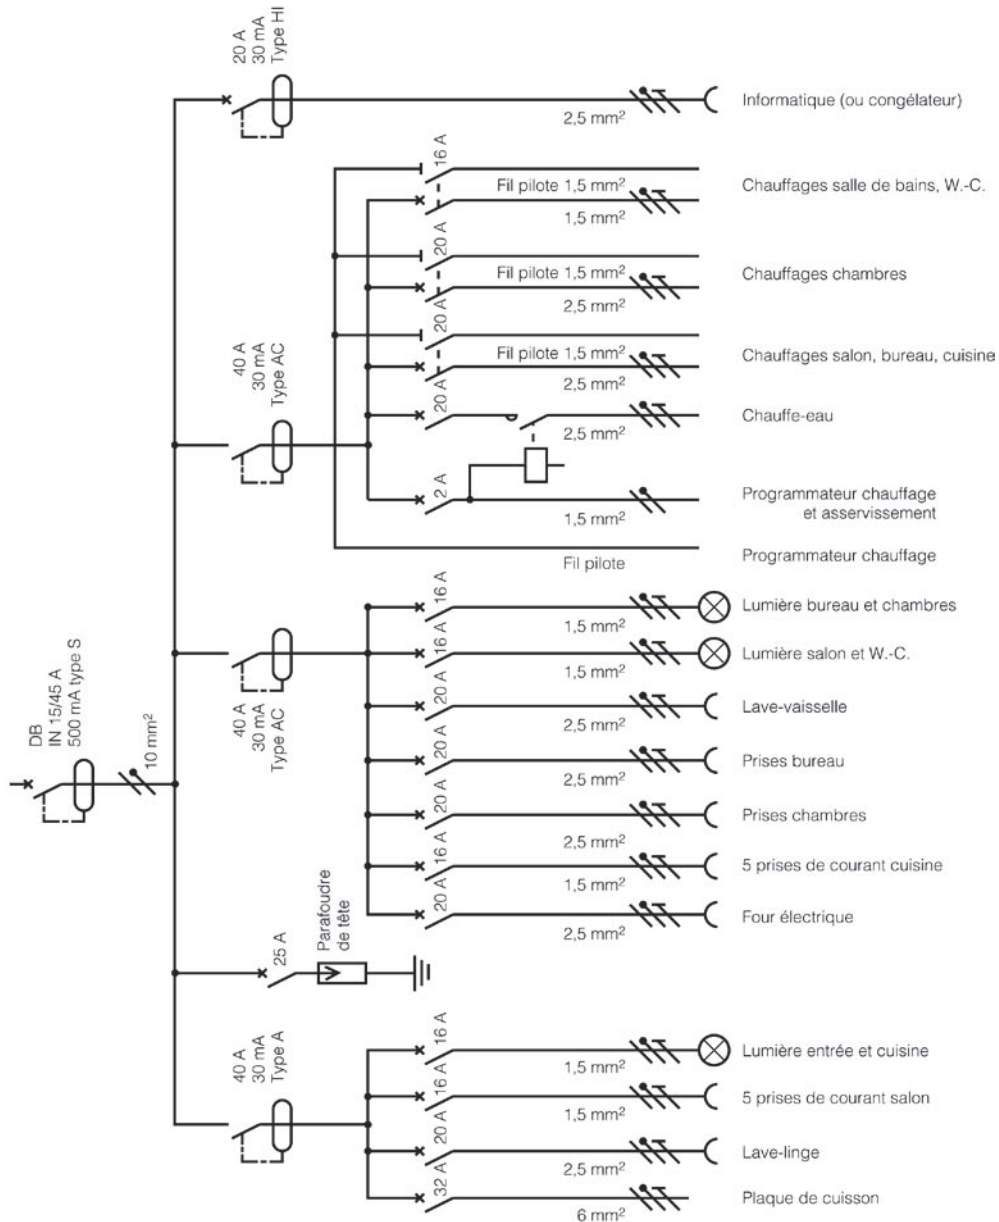 20 A
30 mA
Type HI
2,5 mm²
Informatique (ou congélateur)
16 A
Fil pilote 1,5 mm²
1,5 mm²
Chauffages salle de bains, W.-C.
20 A
Fil pilote 1,5 mm²
2,5 mm²
Chauffages chambres
40 A
30 mA
Type AC
20 A
Fil pilote 1,5 mm²
2,5 mm²
Chauffages salon, bureau, cuisine
20 A
2,5 mm²
Chauffe-eau
2 A
1,5 mm²
Programmateur chauffage
et asservissement
Fil pilote
Programmateur chauffage
16 A
1,5 mm²
Lumière bureau et chambres
16 A
1,5 mm²
Lumière salon et W.-C.
40 A
30 mA
Type AC
20 A
2,5 mm²
Lave-vaisselle
DB
IN 15/45 A
500 mA type S
10 mm²
20 A
2,5 mm²
Prises bureau
20 A
2,5 mm²
Prises chambres
16 A
1,5 mm²
5 prises de courant cuisine
20 A
2,5 mm²
Four électrique
25 A
Parafoudre
de tête
40 A
30 mA
Type A
16 A
1,5 mm²
Lumière entrée et cuisine
16 A
1,5 mm²
5 prises de courant salon
20 A
2,5 mm²
Lave-linge
32 A
6 mm²
Plaque de cuisson